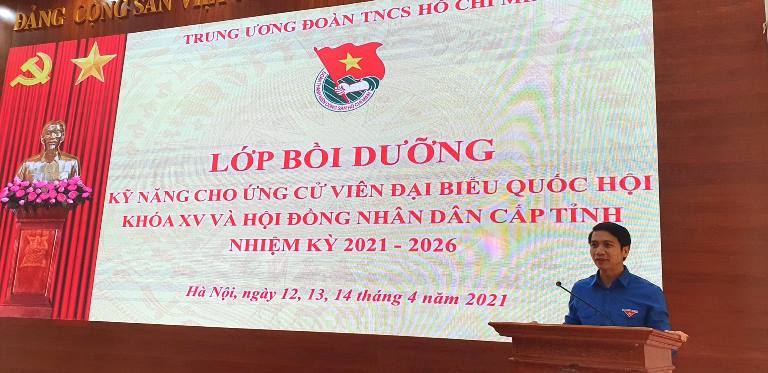 ĐẢNG CỘNG SẢN VIỆT
TRUNG ƯƠNG ĐOÀN TNCS HỒ CHÍ
LỚP BỒI DƯỠNG
KỸ NĂNG CHO ỨNG CỬ VIÊN ĐẠI BIỂU QUỐC HỘI
KHÓA XV VÀ HỘI ĐỒNG NHÂN DÂN CẤP TỈNH
NHIỆM KỲ 2021 - 2026
Hà Nội, ngày 12, 13, 14 tháng 4 năm 2021